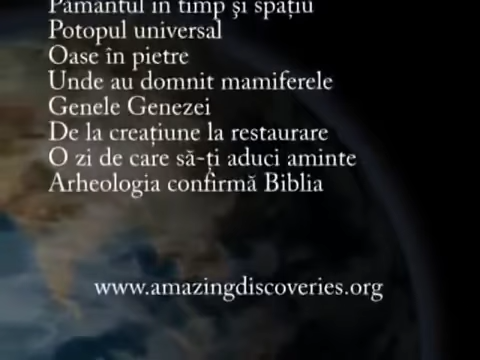 Pământul în timp şi spaţiu
Potopul universal
Oase în pietre
Unde au domnit mamiferele
Genele Genezei
De la creaţiune la restaurare
O zi de care să-ţi aduci aminte
Arheologia confirmă Biblia
www.amazingdiscoveries.org